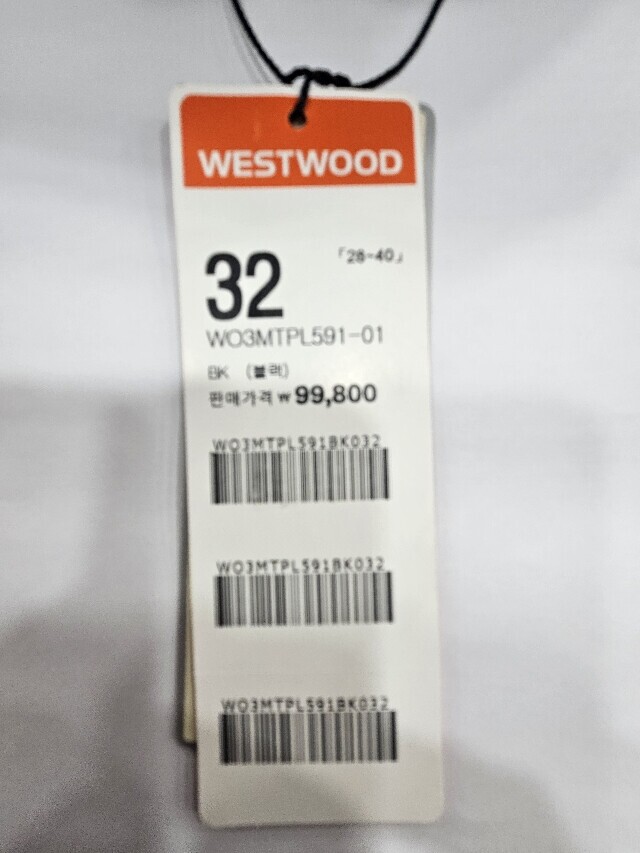 WESTWOOD
「28-40」
32
WO3MTPL591-01
BK (블랙)
판매가격 ₩ 99,800
WO3MTPL591BK032
WO3MTPL591BK032
WO3MTPL591BK032